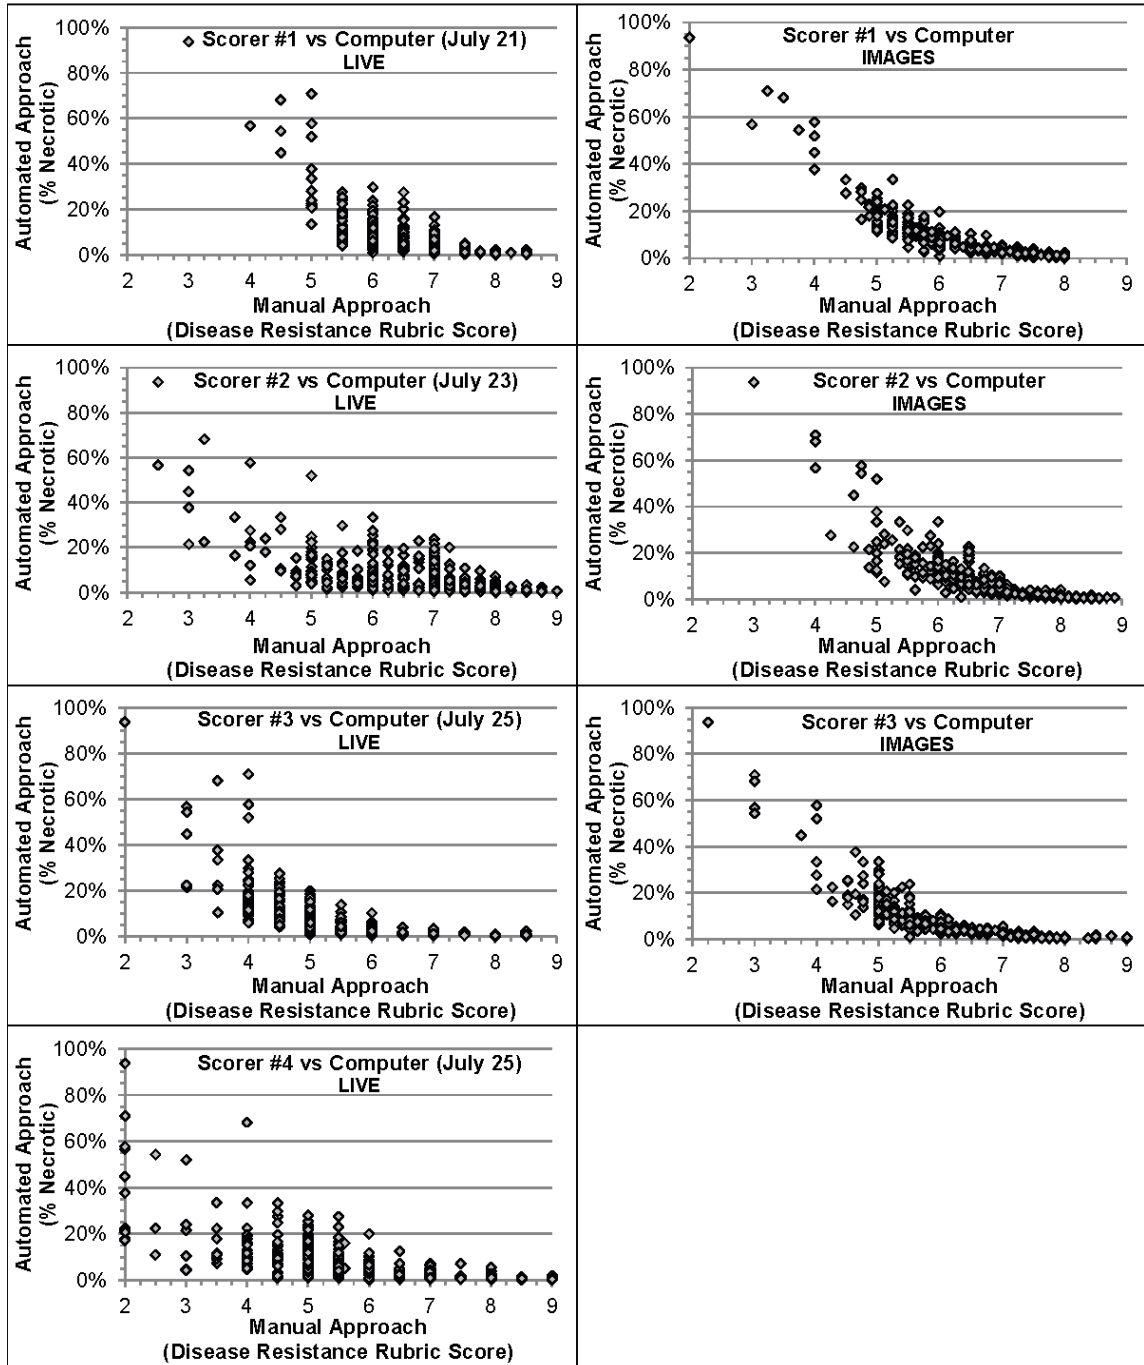 Scorer #1 vs Computer (July 21)
LIVE
Automated Approach
(% Necrotic)
100%
80%
60%
40%
20%
0%
2 3 4 5 6 7 8 9
Manual Approach
(Disease Resistance Rubric Score)
Scorer #1 vs Computer
IMAGES
Automated Approach
(% Necrotic)
100%
80%
60%
40%
20%
0%
2 3 4 5 6 7 8 9
Manual Approach
(Disease Resistance Rubric Score)
Scorer #2 vs Computer (July 23)
LIVE
Automated Approach
(% Necrotic)
100%
80%
60%
40%
20%
0%
2 3 4 5 6 7 8 9
Manual Approach
(Disease Resistance Rubric Score)
Scorer #2 vs Computer
IMAGES
Automated Approach
(% Necrotic)
100%
80%
60%
40%
20%
0%
2 3 4 5 6 7 8 9
Manual Approach
(Disease Resistance Rubric Score)
Scorer #3 vs Computer (July 25)
LIVE
Automated Approach
(% Necrotic)
100%
80%
60%
40%
20%
0%
2 3 4 5 6 7 8 9
Manual Approach
(Disease Resistance Rubric Score)
Scorer #3 vs Computer
IMAGES
Automated Approach
(% Necrotic)
100%
80%
60%
40%
20%
0%
2 3 4 5 6 7 8 9
Manual Approach
(Disease Resistance Rubric Score)
Scorer #4 vs Computer (July 25)
LIVE
Automated Approach
(% Necrotic)
100%
80%
60%
40%
20%
0%
2 3 4 5 6 7 8 9
Manual Approach
(Disease Resistance Rubric Score)